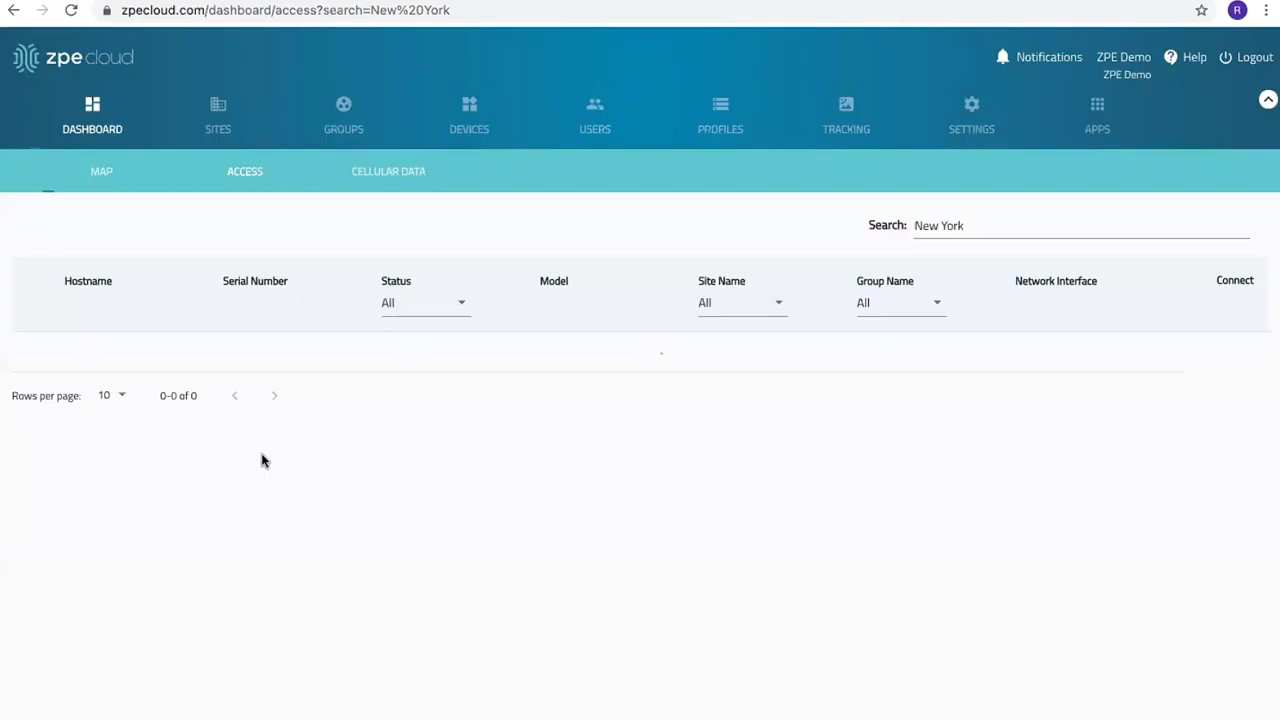 zpecloud.com/dashboard/access?search=New%20York
R
zpecloud
Notifications
ZPE Demo
ZPE Demo
Help
Logout
DASHBOARD
SITES
GROUPS
DEVICES
USERS
PROFILES
TRACKING
SETTINGS
APPS
MAP
ACCESS
CELLULAR DATA
Search: New York
Hostname
Serial Number
Status
Model
Site Name
Group Name
Network Interface
Connect
All
All
All
Rows per page: 10
0-0 of 0